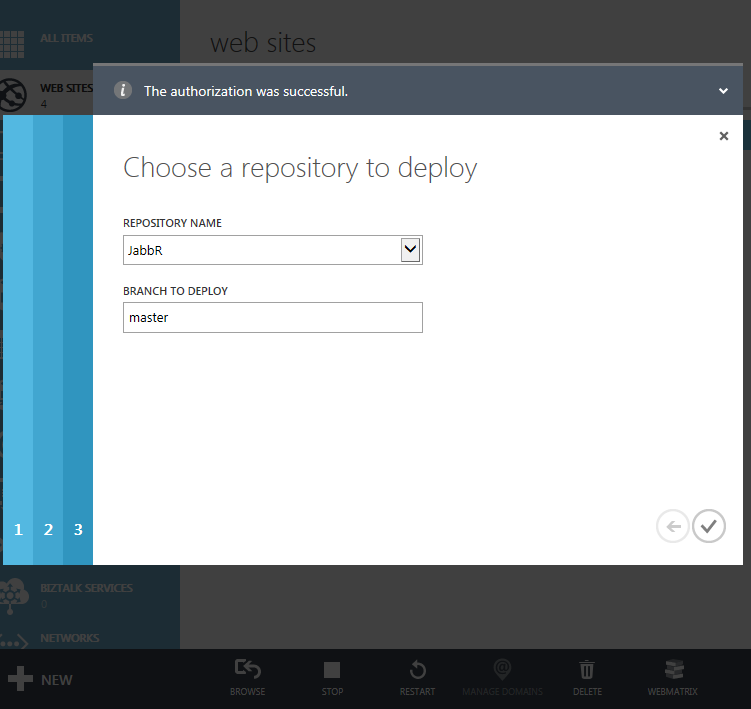 ALL ITEMS
web sites
WEB SITES
4
The authorization was successful.
Choose a repository to deploy
REPOSITORY NAME
JabbR
BRANCH TO DEPLOY
master
1 2 3
BIZTALK SERVICES
0
NETWORKS
NEW
BROWSE STOP RESTART MANAGE DOMAINS DELETE WEBMATRIX